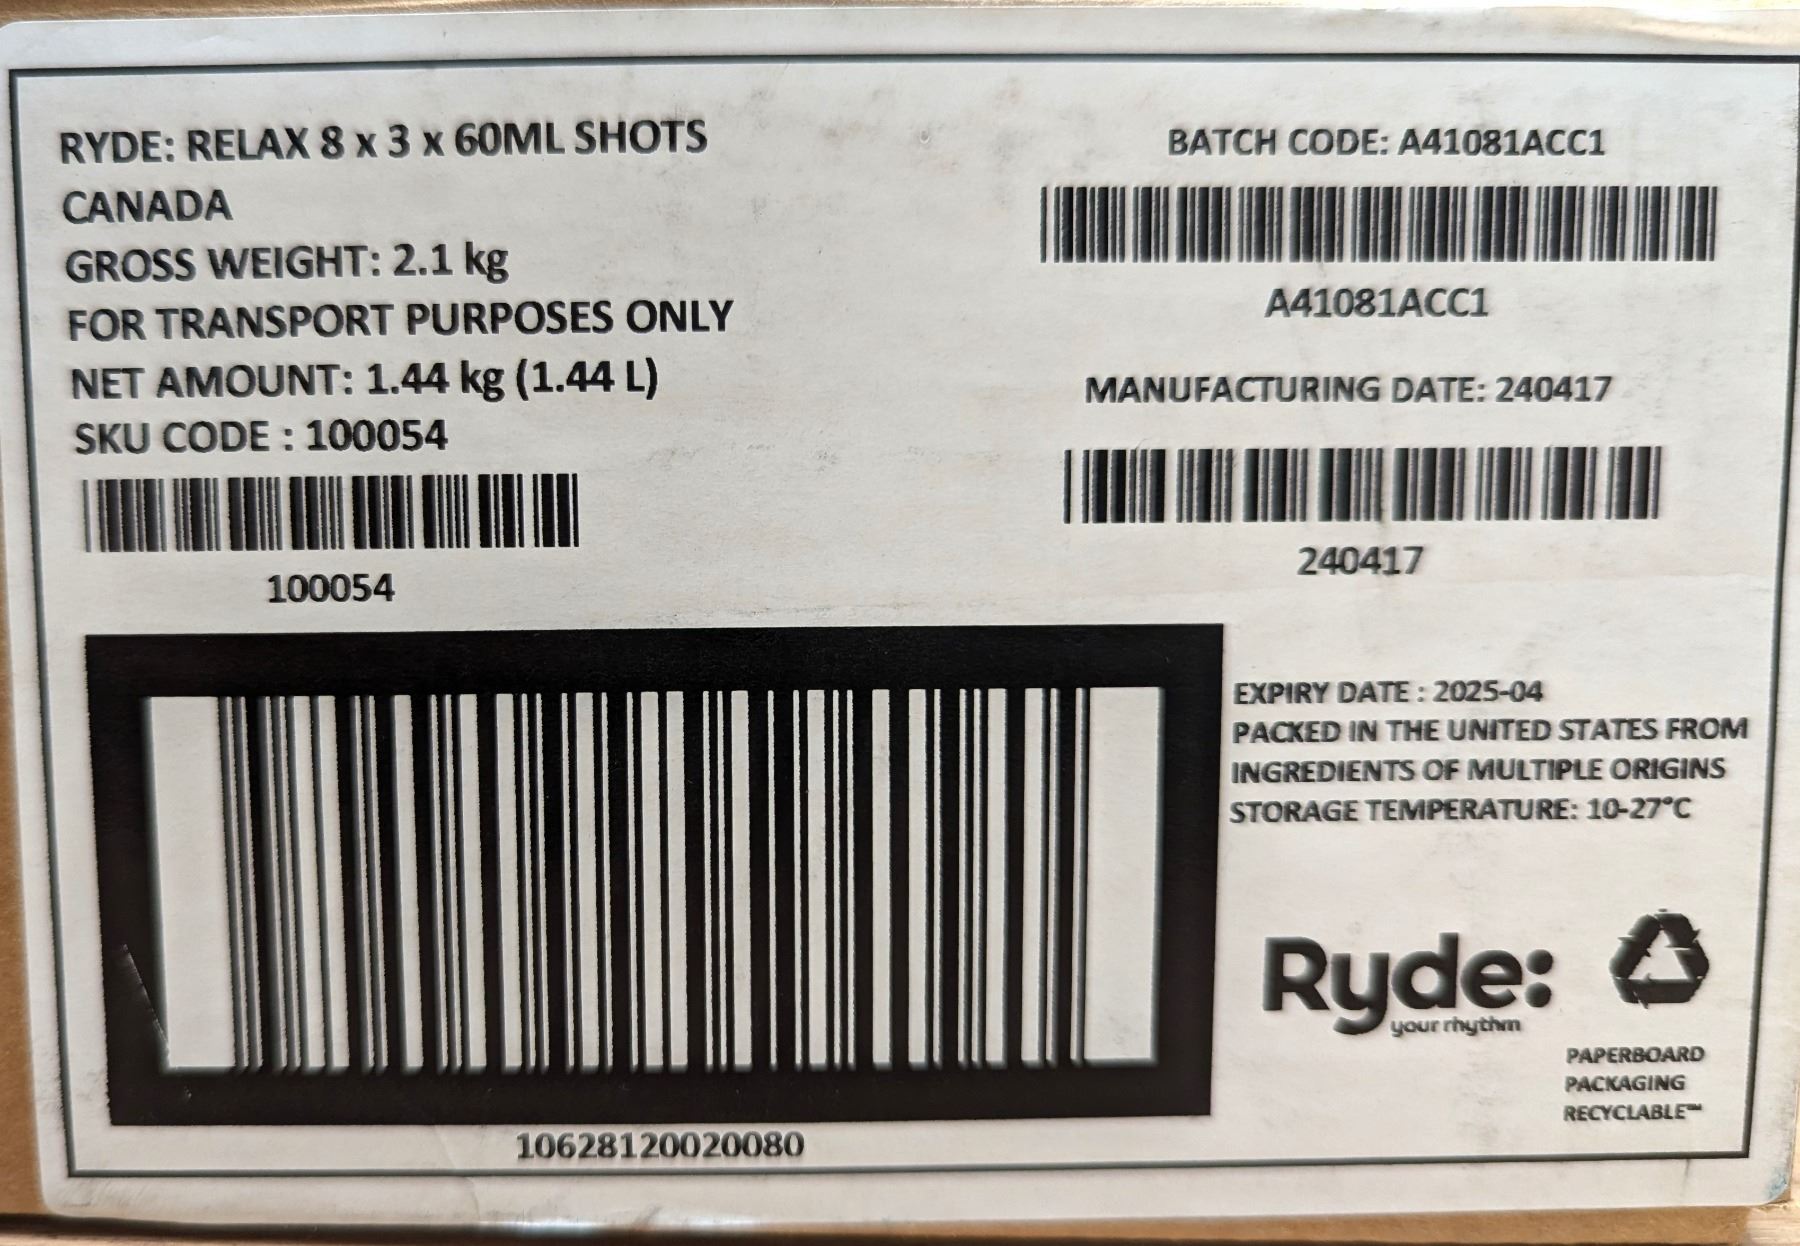 RYDE: RELAX 8 x 3 x 60ML SHOTS
CANADA
GROSS WEIGHT: 2.1 kg
FOR TRANSPORT PURPOSES ONLY
NET AMOUNT: 1.44 kg (1.44 L)
SKU CODE : 100054
100054
BATCH CODE: A41081ACC1
A41081ACC1
MANUFACTURING DATE: 240417
240417
10628120020080
EXPIRY DATE : 2025-04
PACKED IN THE UNITED STATES FROM
INGREDIENTS OF MULTIPLE ORIGINS
STORAGE TEMPERATURE: 10-27°C
Ryde:
your rhythm
PAPERBOARD
PACKAGING
RECYCLABLE™